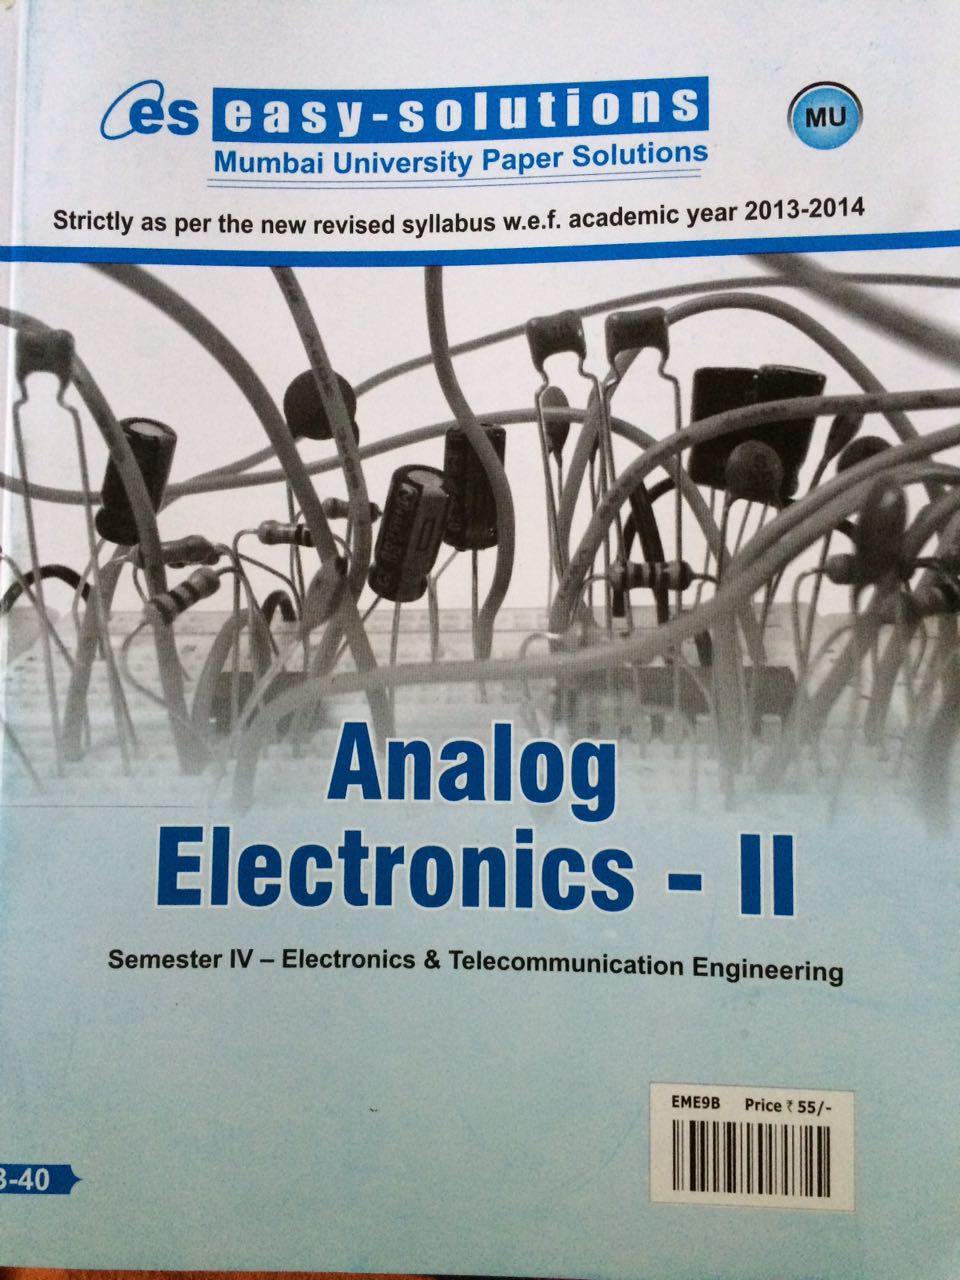 es easy-solutions
MU
Mumbai University Paper Solutions
Strictly as per the new revised syllabus w.e.f. academic year 2013-2014
Analog
Electronics - II
Semester IV – Electronics & Telecommunication Engineering
EME9B Price ₹ 55/-
-40